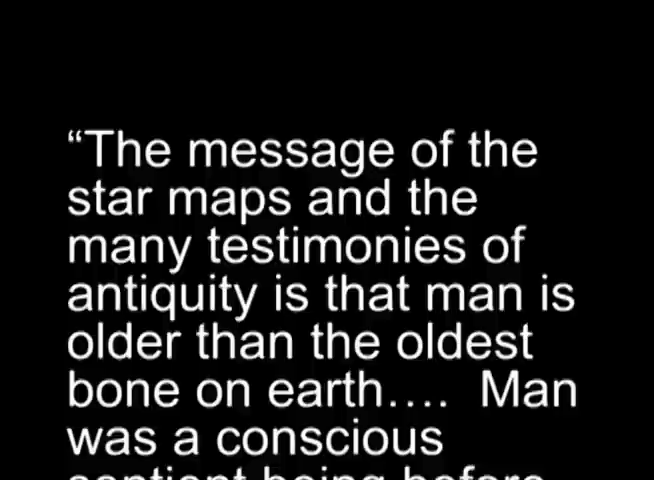 “The message of the
star maps and the
many testimonies of
antiquity is that man is
older than the oldest
bone on earth….  Man
was a conscious
sentient being before